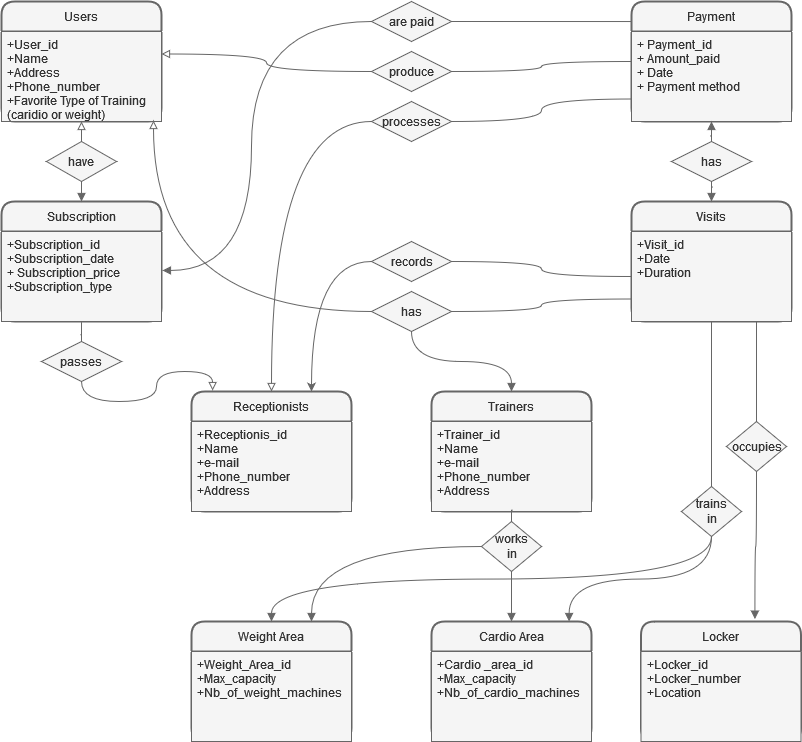 Users
+User_id
+Name
+Address
+Phone_number
+Favorite Type of Training
(caridio or weight)
are paid
produce
processes
Payment
+ Payment_id
+ Amount_paid
+ Date
+ Payment method
have
has
Subscription
+Subscription_id
+Subscription_date
+ Subscription_price
+Subscription_type
records
has
Visits
+Visit_id
+Date
+Duration
passes
Receptionists
+Receptionis_id
+Name
+e-mail
+Phone_number
+Address
Trainers
+Trainer_id
+Name
+e-mail
+Phone_number
+Address
occupies
trains
in
works
in
Weight Area
+Weight_Area_id
+Max_capacity
+Nb_of_weight_machines
Cardio Area
+Cardio _area_id
+Max_capacity
+Nb_of_cardio_machines
Locker
+Locker_id
+Locker_number
+Location